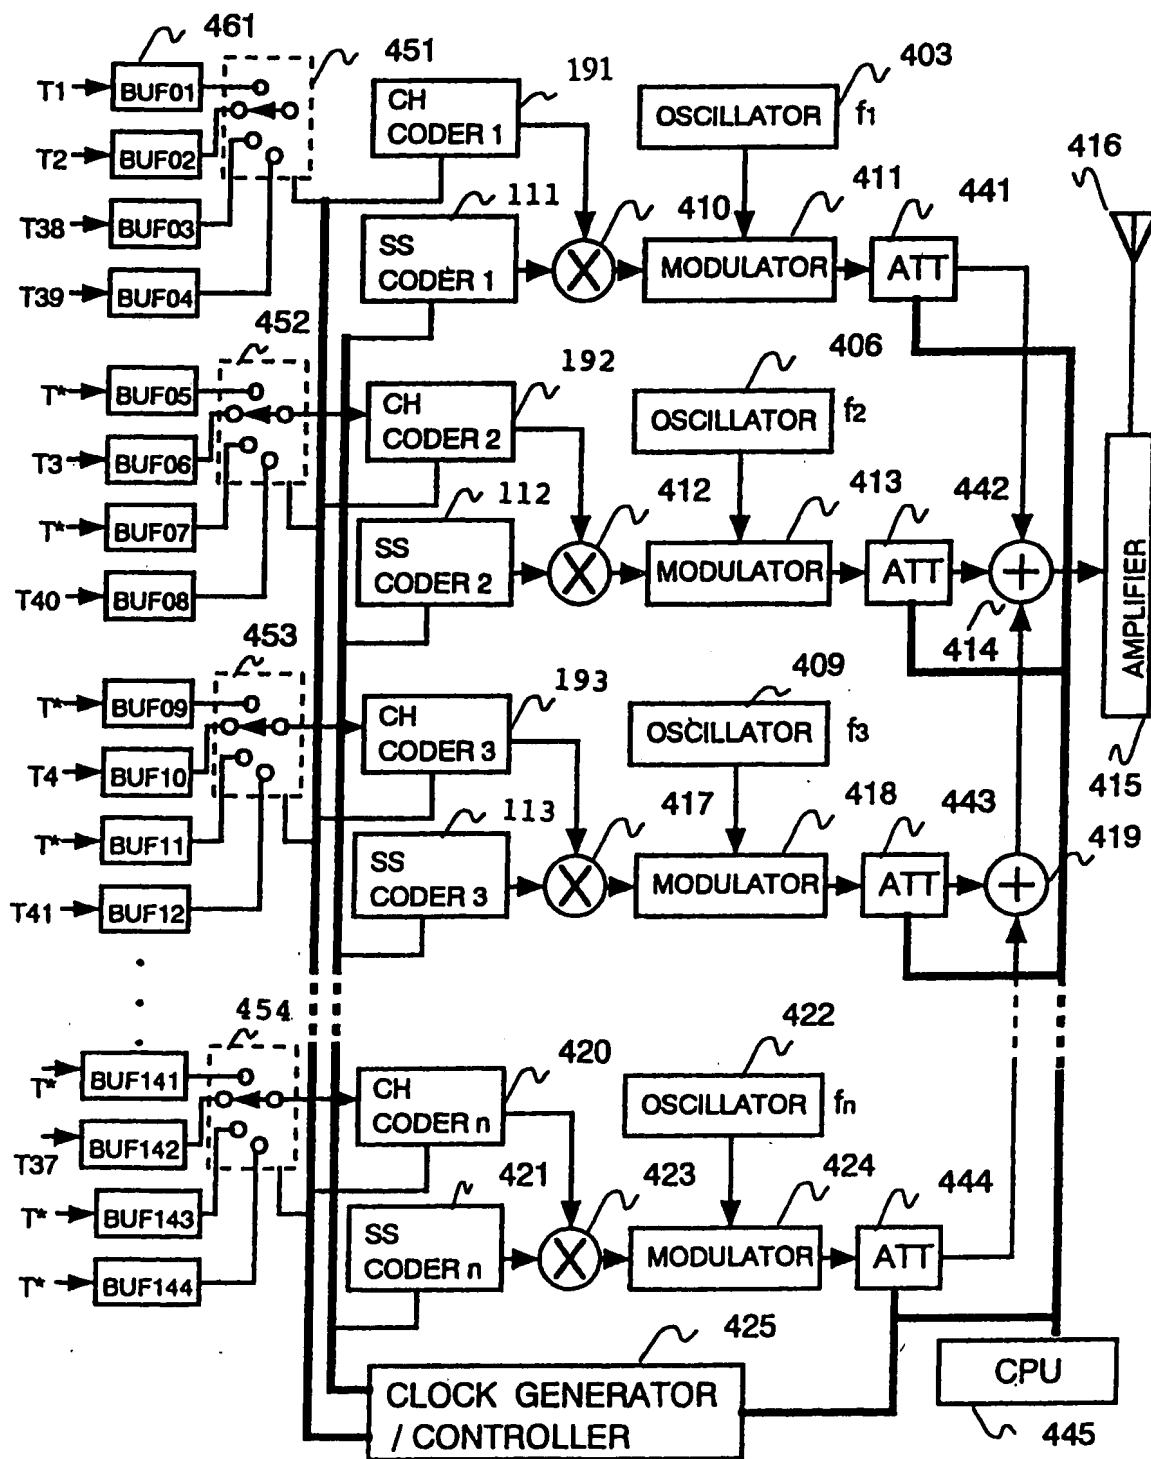 461
T1
BUF01
451
T2
BUF02
T38
BUF03
T39
BUF04
191
CH
CODER 1
403
OSCILLATOR
f1
111
SS
CODER 1
410
411
MODULATOR
441
ATT
416
452
T*
BUF05
T3
BUF06
T*
BUF07
T40
BUF08
192
CH
CODER 2
406
OSCILLATOR
f2
112
SS
CODER 2
412
413
MODULATOR
442
ATT
414
AMPLIFIER
415
453
T*
BUF09
T4
BUF10
T*
BUF11
T41
BUF12
193
CH
CODER 3
409
OSCILLATOR
f3
113
SS
CODER 3
417
418
MODULATOR
443
ATT
419
454
T*
BUF141
T37
BUF142
T*
BUF143
T*
BUF144
420
CH
CODER n
422
OSCILLATOR
fn
421
SS
CODER n
423
424
MODULATOR
444
ATT
425
CLOCK GENERATOR
/ CONTROLLER
CPU
445